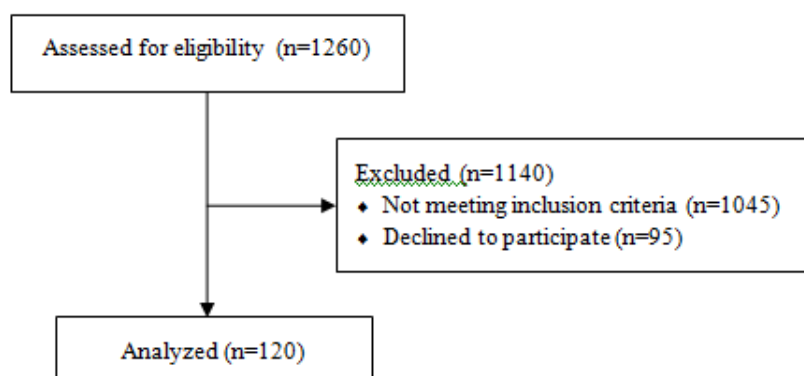 Assessed for eligibility (n=1260)
Excluded (n=1140)
♦ Not meeting inclusion criteria (n=1045)
♦ Declined to participate (n=95)
Analyzed (n=120)